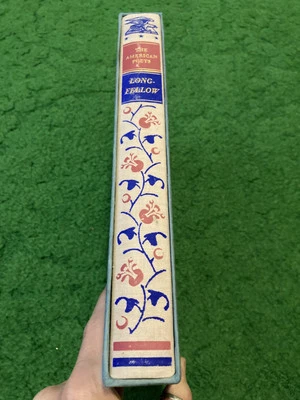 THE
AMERICAN
POETS
LONG-
FELLOW